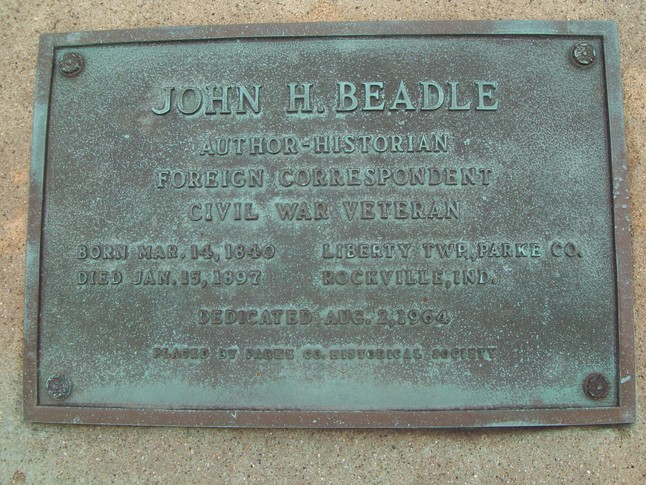 JOHN H. BEADLE
AUTHOR-HISTORIAN
FOREIGN CORRESPONDENT
CIVIL WAR VETERAN
BORN MAR. 14, 1840 LIBERTY TWP., PARKE CO.
DIED JAN. 15, 1897 ROCKVILLE, IND.
DEDICATED AUG. 2, 1964
PLACED BY PARKE CO. HISTORICAL SOCIETY